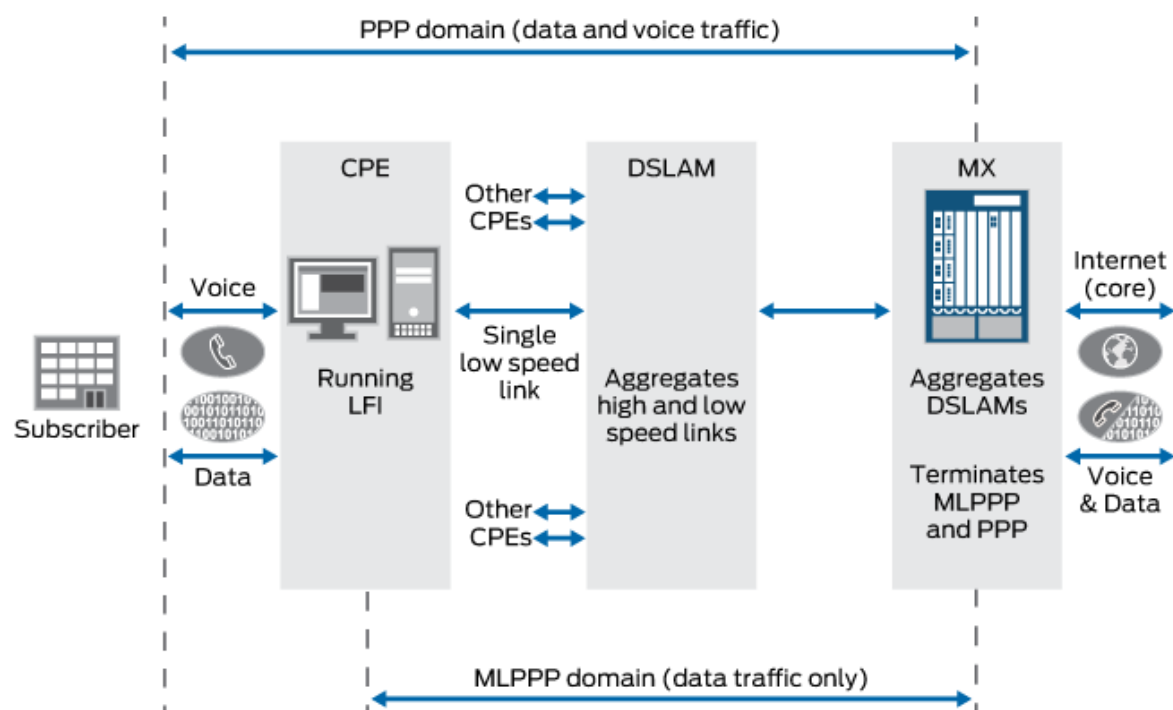 PPP domain (data and voice traffic)
CPE
DSLAM
MX
Other
CPEs
Voice
Internet
(core)
Single
low speed
link
Running
LFI
Aggregates
high and low
speed links
Aggregates
DSLAMs
Subscriber
Data
Terminates
MLPPP
and PPP
Voice
& Data
Other
CPEs
MLPPP domain (data traffic only)